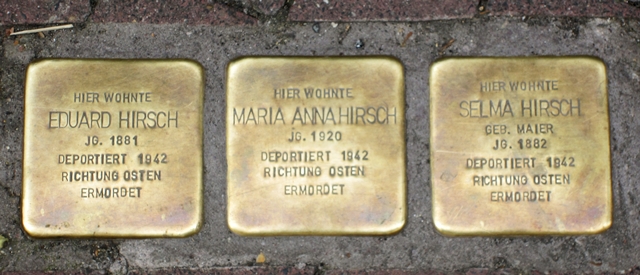 HIER WOHNTE
EDUARD HIRSCH
JG. 1881
DEPORTIERT 1942
RICHTUNG OSTEN
ERMORDET
HIER WOHNTE
MARIA ANNA HIRSCH
JG. 1920
DEPORTIERT 1942
RICHTUNG OSTEN
ERMORDET
HIER WOHNTE
SELMA HIRSCH
GEB. MAIER
JG. 1882
DEPORTIERT 1942
RICHTUNG OSTEN
ERMORDET